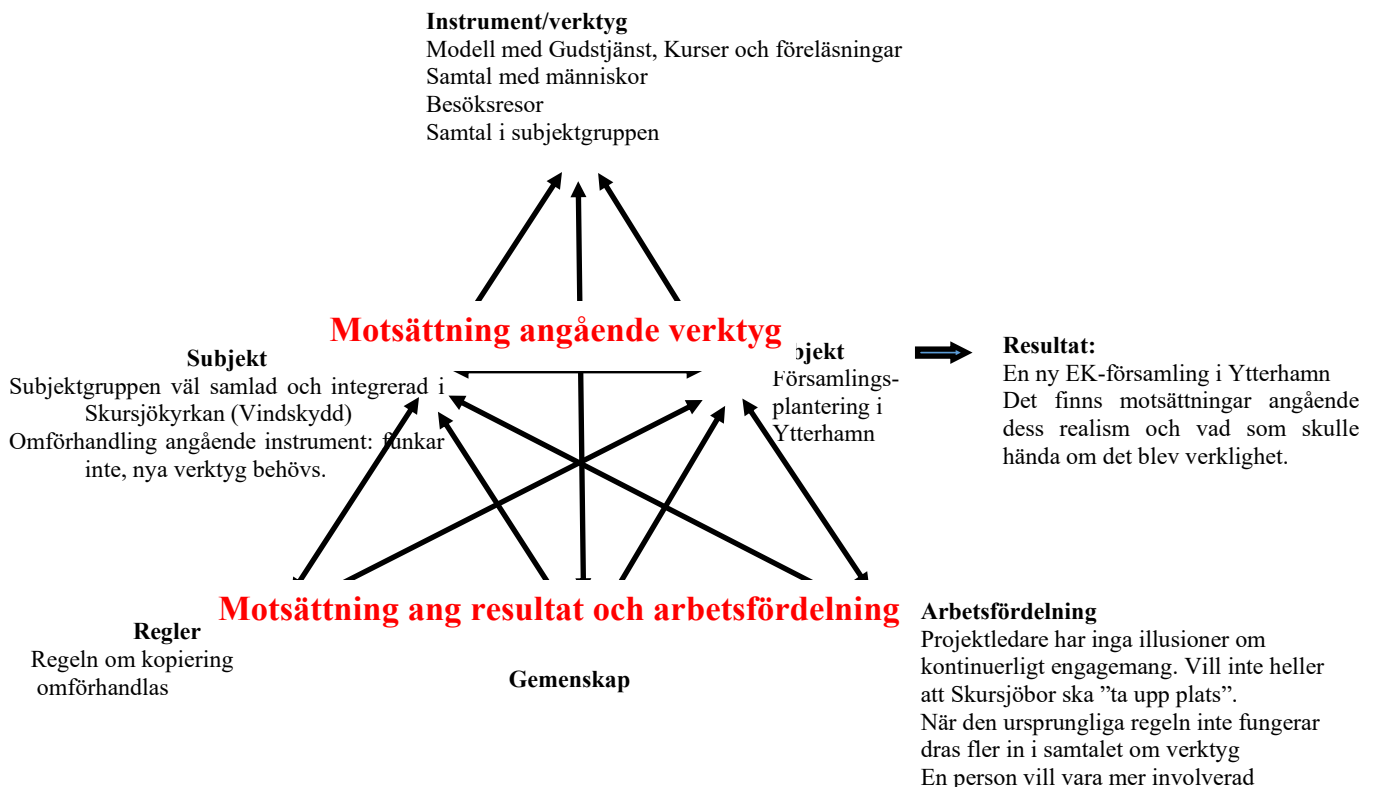 Instrument/verktyg
Modell med Gudstjänst, Kurser och föreläsningar
Samtal med människor
Besöksresor
Samtal i subjektgruppen
Motsättning angående verktyg
Subjekt
Subjektgruppen väl samlad och integrerad i
Skursjökyrkan (Vindskydd)
Omförhandling angående instrument: funkar
inte, nya verktyg behövs.
bjekt
Församlings-
plantering i
Ytterhamn
Resultat:
En ny EK-församling i Ytterhamn
Det finns motsättningar angående
dess realism och vad som skulle
hända om det blev verklighet.
Motsättning ang resultat och arbetsfördelning
Regler
Regeln om kopiering
omförhandlas
Gemenskap
Arbetsfördelning
Projektledare har inga illusioner om
kontinuerligt engagemang. Vill inte heller
att Skursjöbor ska ”ta upp plats”.
När den ursprungliga regeln inte fungerar
dras fler in i samtalet om verktyg
En person vill vara mer involverad